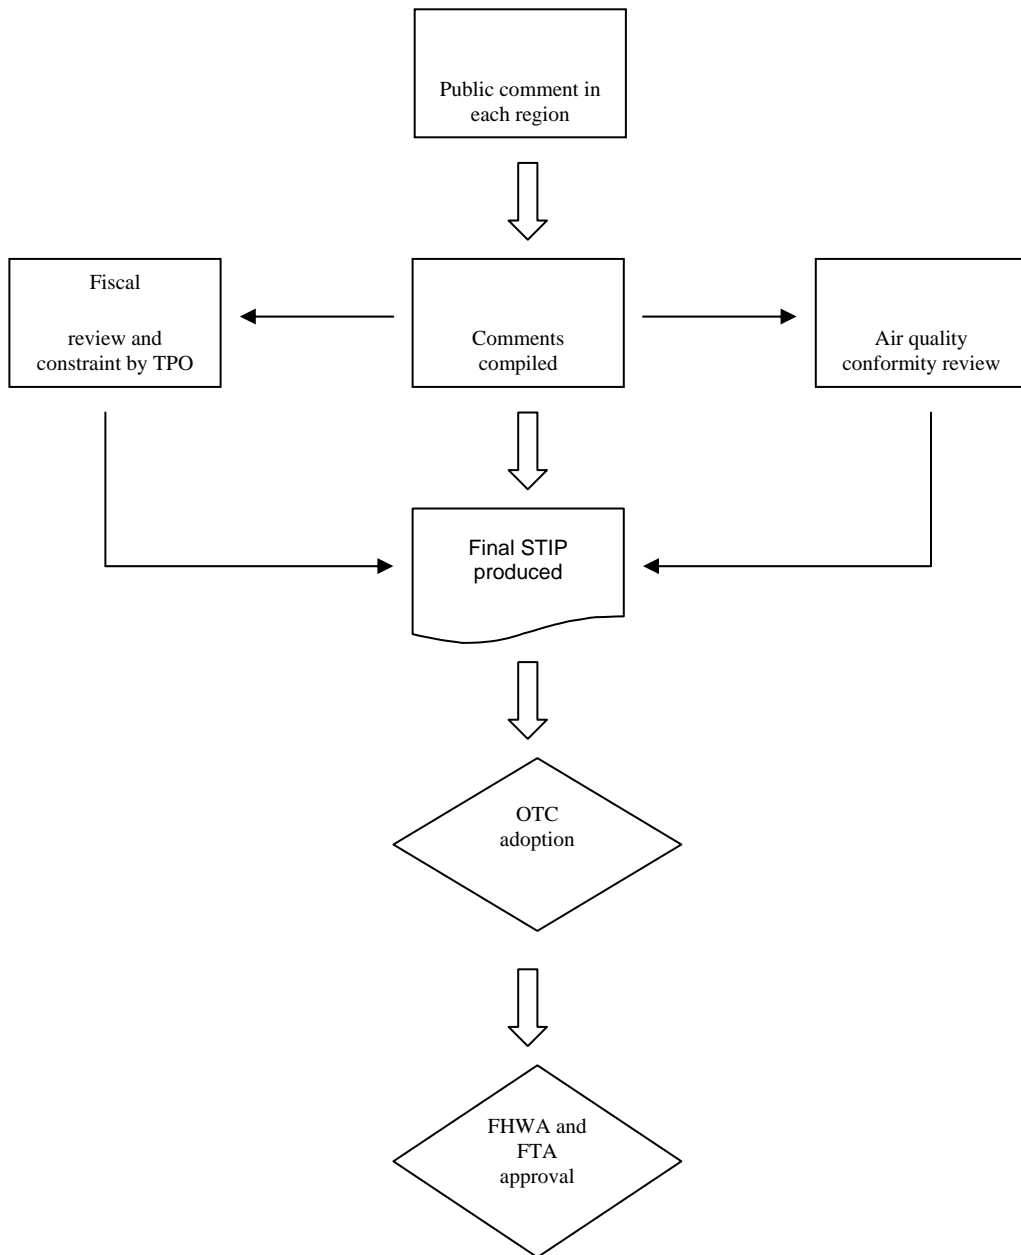 Public comment in
each region
Fiscal
review and
constraint by TPO
Comments
compiled
Air quality
conformity review
Final STIP
produced
OTC
adoption
FHWA and
FTA
approval